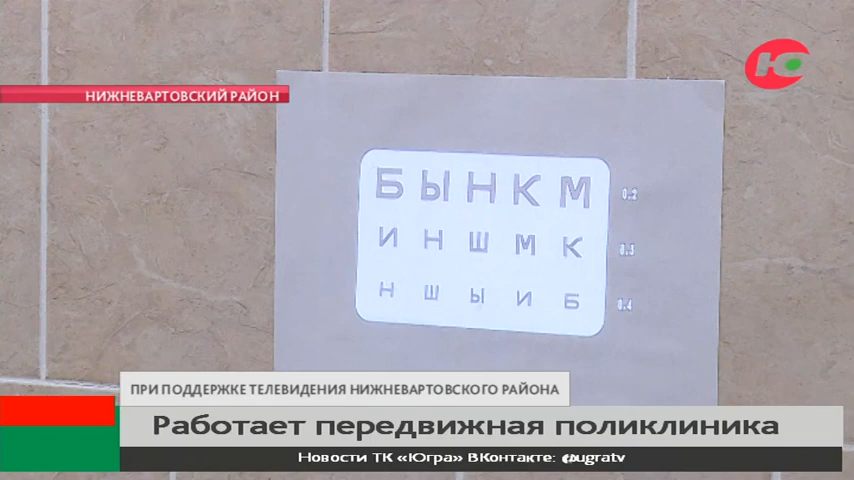 Ю
НИЖНЕВАРТОВСКИЙ РАЙОН
Б Ы Н К М 0.2
И Н Ш М К 0.3
Н Ш Ы И Б 0.4
ПРИ ПОДДЕРЖКЕ ТЕЛЕВИДЕНИЯ НИЖНЕВАРТОВСКОГО РАЙОНА
Работает передвижная поликлиника
Новости ТК «Югра» ВКонтакте: @ugratv